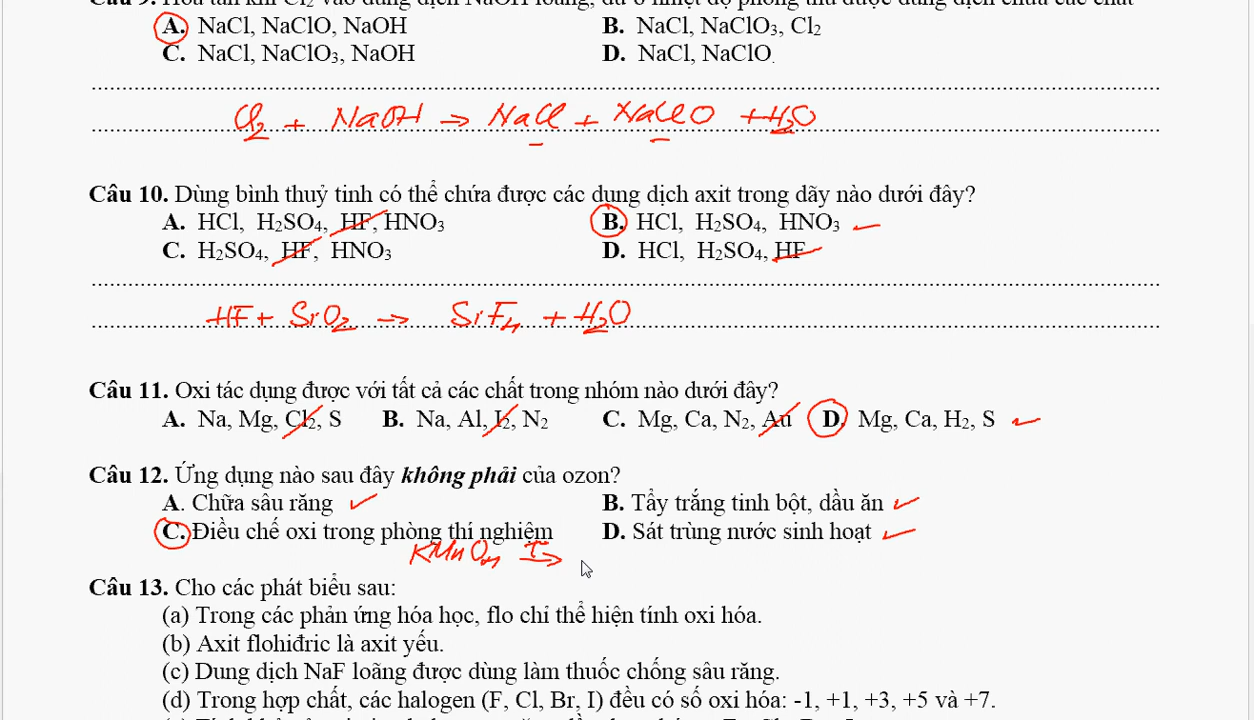 A. NaCl, NaClO, NaOH B. NaCl, NaClO₃, Cl₂
C. NaCl, NaClO₃, NaOH D. NaCl, NaClO.
Cl₂ + NaOH → NaCl + NaClO + H₂O
Câu 10. Dùng bình thuỷ tinh có thể chứa được các dung dịch axit trong dãy nào dưới đây?
A. HCl, H₂SO₄, HF, HNO₃ B. HCl, H₂SO₄, HNO₃
C. H₂SO₄, HF, HNO₃ D. HCl, H₂SO₄, HF
HF + SiO₂ → SiF₄ + H₂O
Câu 11. Oxi tác dụng được với tất cả các chất trong nhóm nào dưới đây?
A. Na, Mg, Cl₂, S B. Na, Al, I₂, N₂ C. Mg, Ca, N₂, Au D. Mg, Ca, H₂, S
Câu 12. Ứng dụng nào sau đây không phải của ozon?
A. Chữa sâu răng B. Tẩy trắng tinh bột, dầu ăn
C. Điều chế oxi trong phòng thí nghiệm D. Sát trùng nước sinh hoạt
KMnO₄
Câu 13. Cho các phát biểu sau:
(a) Trong các phản ứng hóa học, flo chỉ thể hiện tính oxi hóa.
(b) Axit flohiđric là axit yếu.
(c) Dung dịch NaF loãng được dùng làm thuốc chống sâu răng.
(d) Trong hợp chất, các halogen (F, Cl, Br, I) đều có số oxi hóa: -1, +1, +3, +5 và +7.